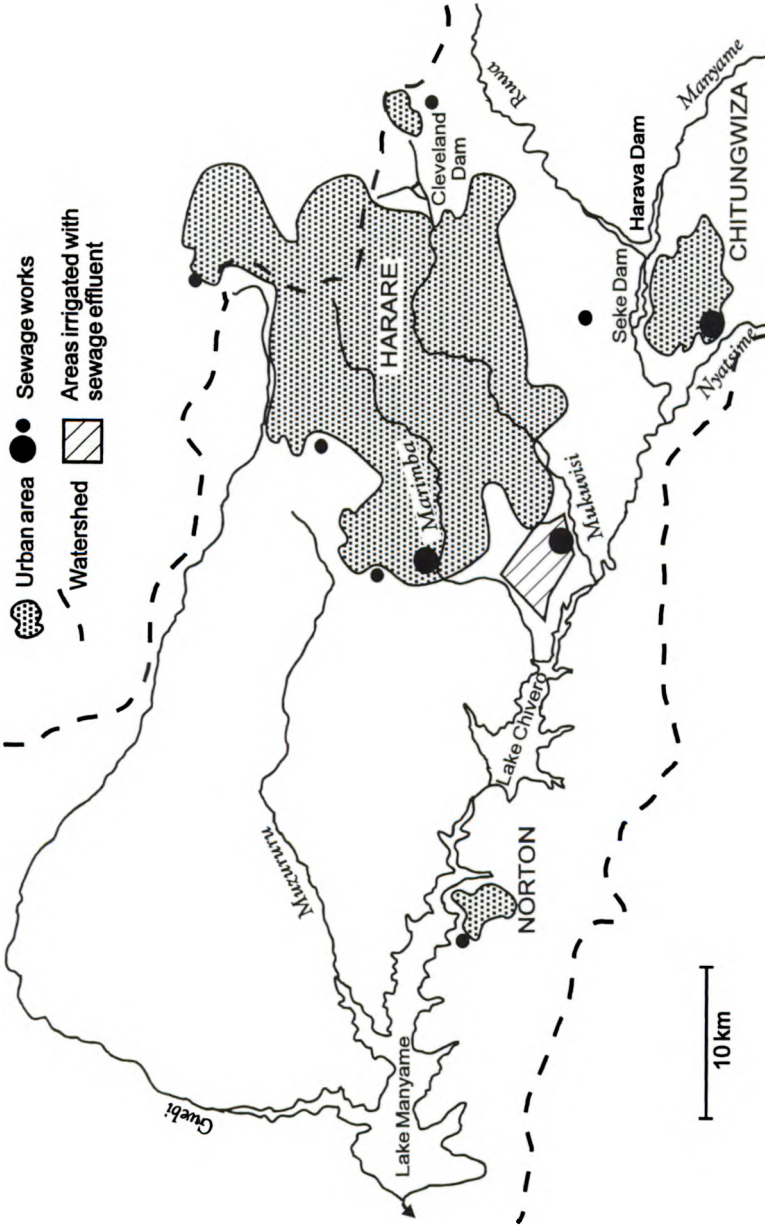 Urban area
Sewage works
Watershed
Areas irrigated with
sewage effluent
Ruwa
Manyame
Harava Dam
CHITUNGWIZA
Cleveland
Dam
HARARE
Seke Dam
Nyatsime
Marimba
Mukuvisi
Lake Chivero
Muzururu
NORTON
Gwebi
Lake Manyame
10 km